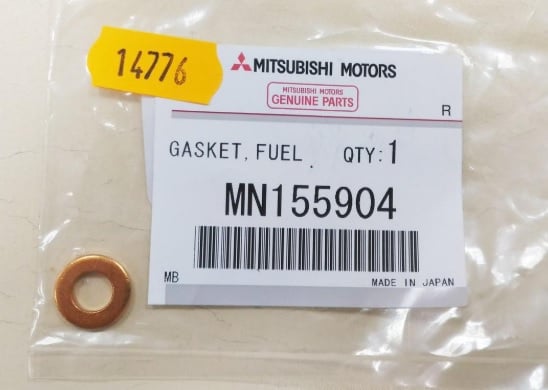 14776
MITSUBISHI MOTORS
MITSUBISHI MOTORS
GENUINE PARTS
R
GASKET, FUEL . QTY:1
MN155904
MB
MADE IN JAPAN